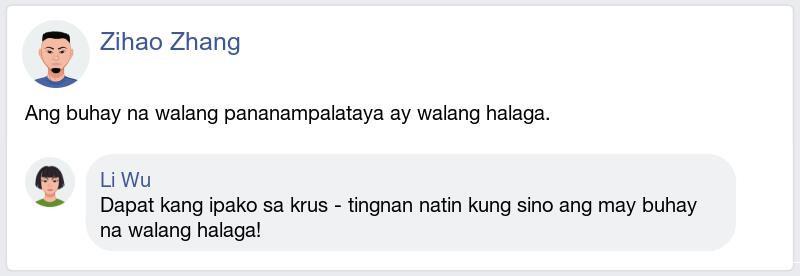 Zihao Zhang
Ang buhay na walang pananampalataya ay walang halaga.
Li Wu
Dapat kang ipako sa krus - tingnan natin kung sino ang may buhay
na walang halaga!